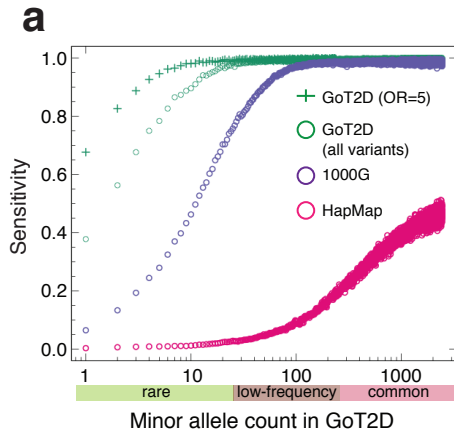 a
1.0
0.8
0.6
0.4
0.2
0.0
Sensitivity
GoT2D (OR=5)
GoT2D
(all variants)
1000G
HapMap
1 10 100 1000
rare low-frequency common
Minor allele count in GoT2D